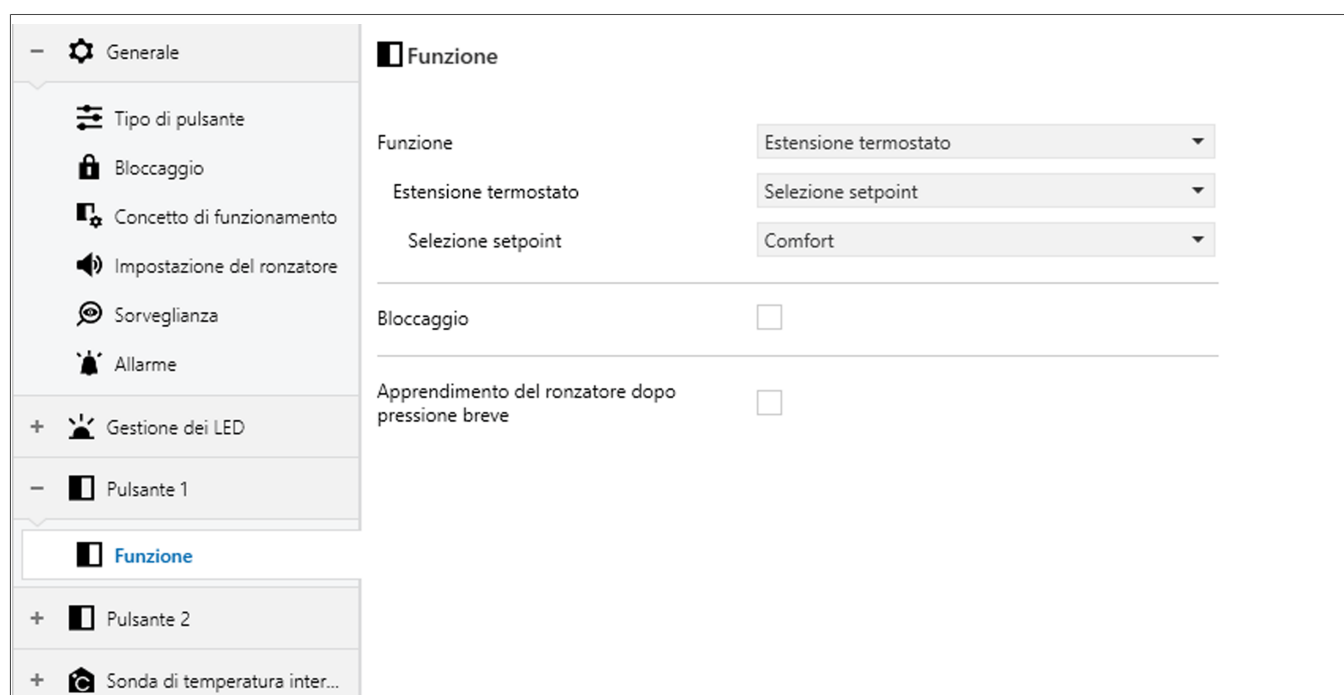 Generale
Tipo di pulsante
Bloccaggio
Concetto di funzionamento
Impostazione del ronzatore
Sorveglianza
Allarme
Gestione dei LED
Pulsante 1
Funzione
Pulsante 2
Sonda di temperatura inter...
Funzione
Funzione
Estensione termostato
Estensione termostato
Selezione setpoint
Selezione setpoint
Comfort
Bloccaggio
Apprendimento del ronzatore dopo
pressione breve